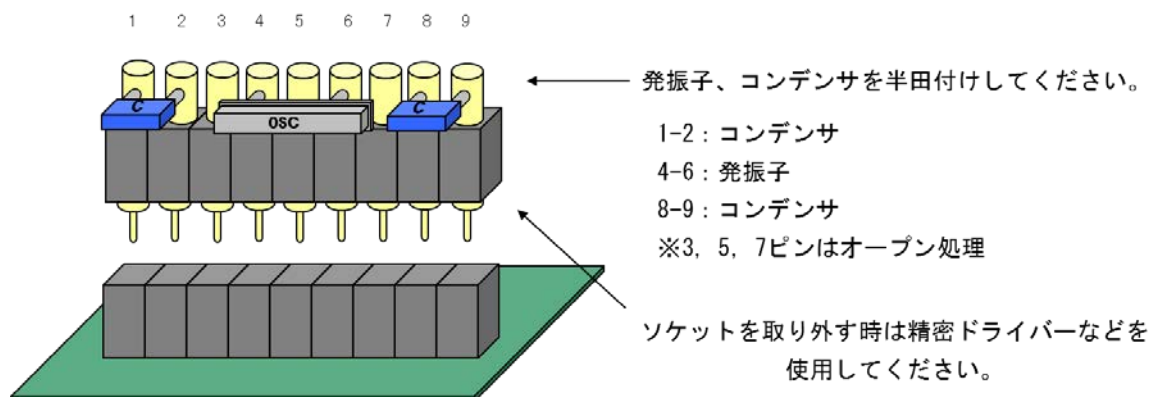 1 2 3 4 5 6 7 8 9
C OSC C
発振子、コンデンサを半田付けしてください。
1-2：コンデンサ
4-6：発振子
8-9：コンデンサ
※3, 5, 7ピンはオープン処理
ソケットを取り外す時は精密ドライバーなどを
使用してください。